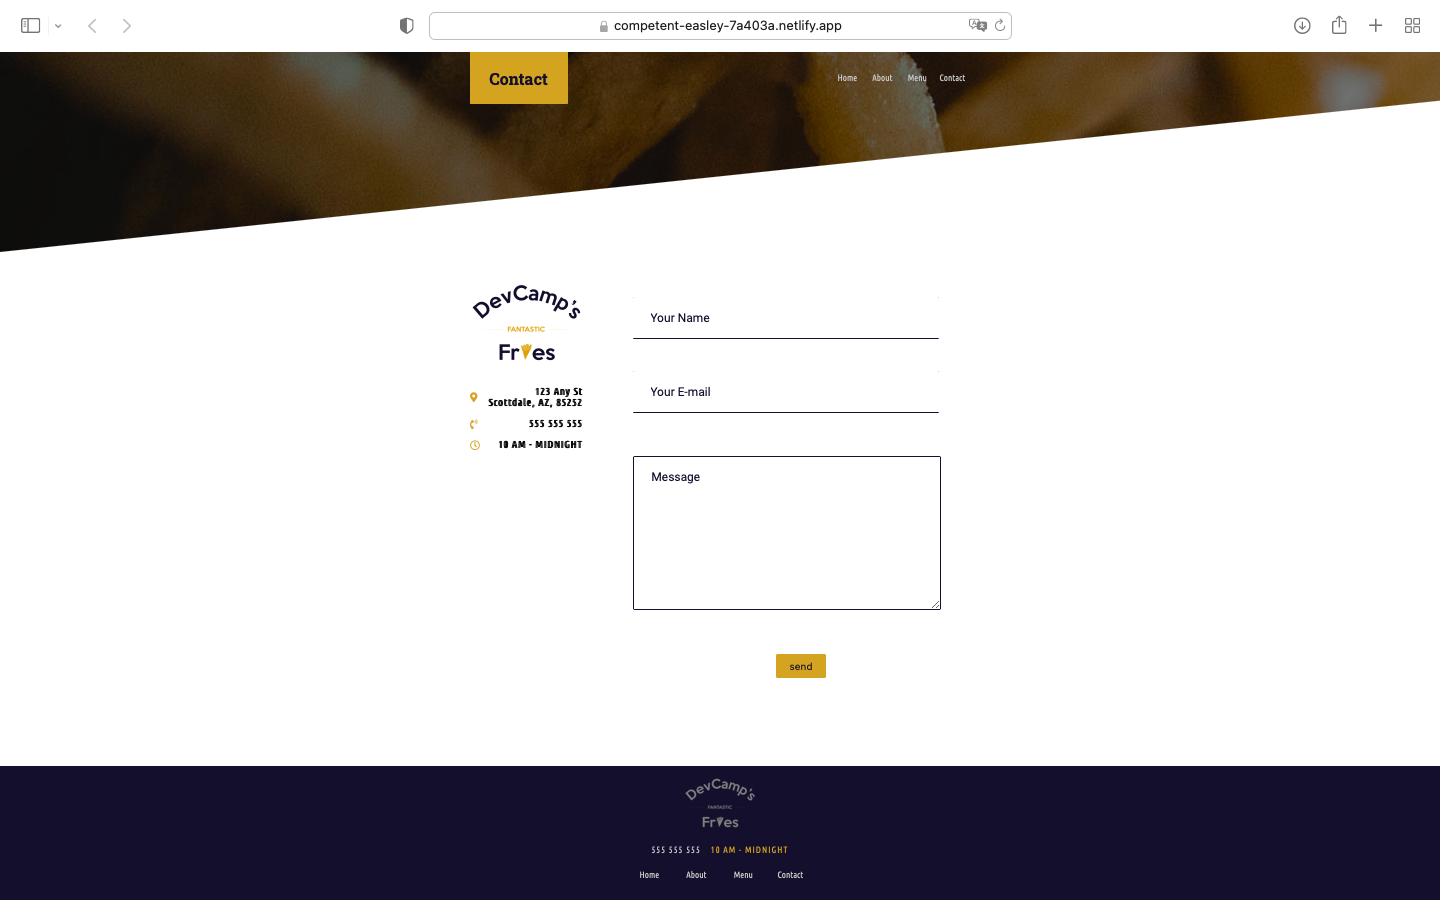 competent-easley-7a403a.netlify.app
Contact
Home About Menu Contact
DevCamp's
FANTASTIC
Fries
123 Any St
Scottdale, AZ, 85252
555 555 555
10 AM - MIDNIGHT
Your Name
Your E-mail
Message
send
DevCamp's
FANTASTIC
Fries
555 555 555 10 AM - MIDNIGHT
Home About Menu Contact